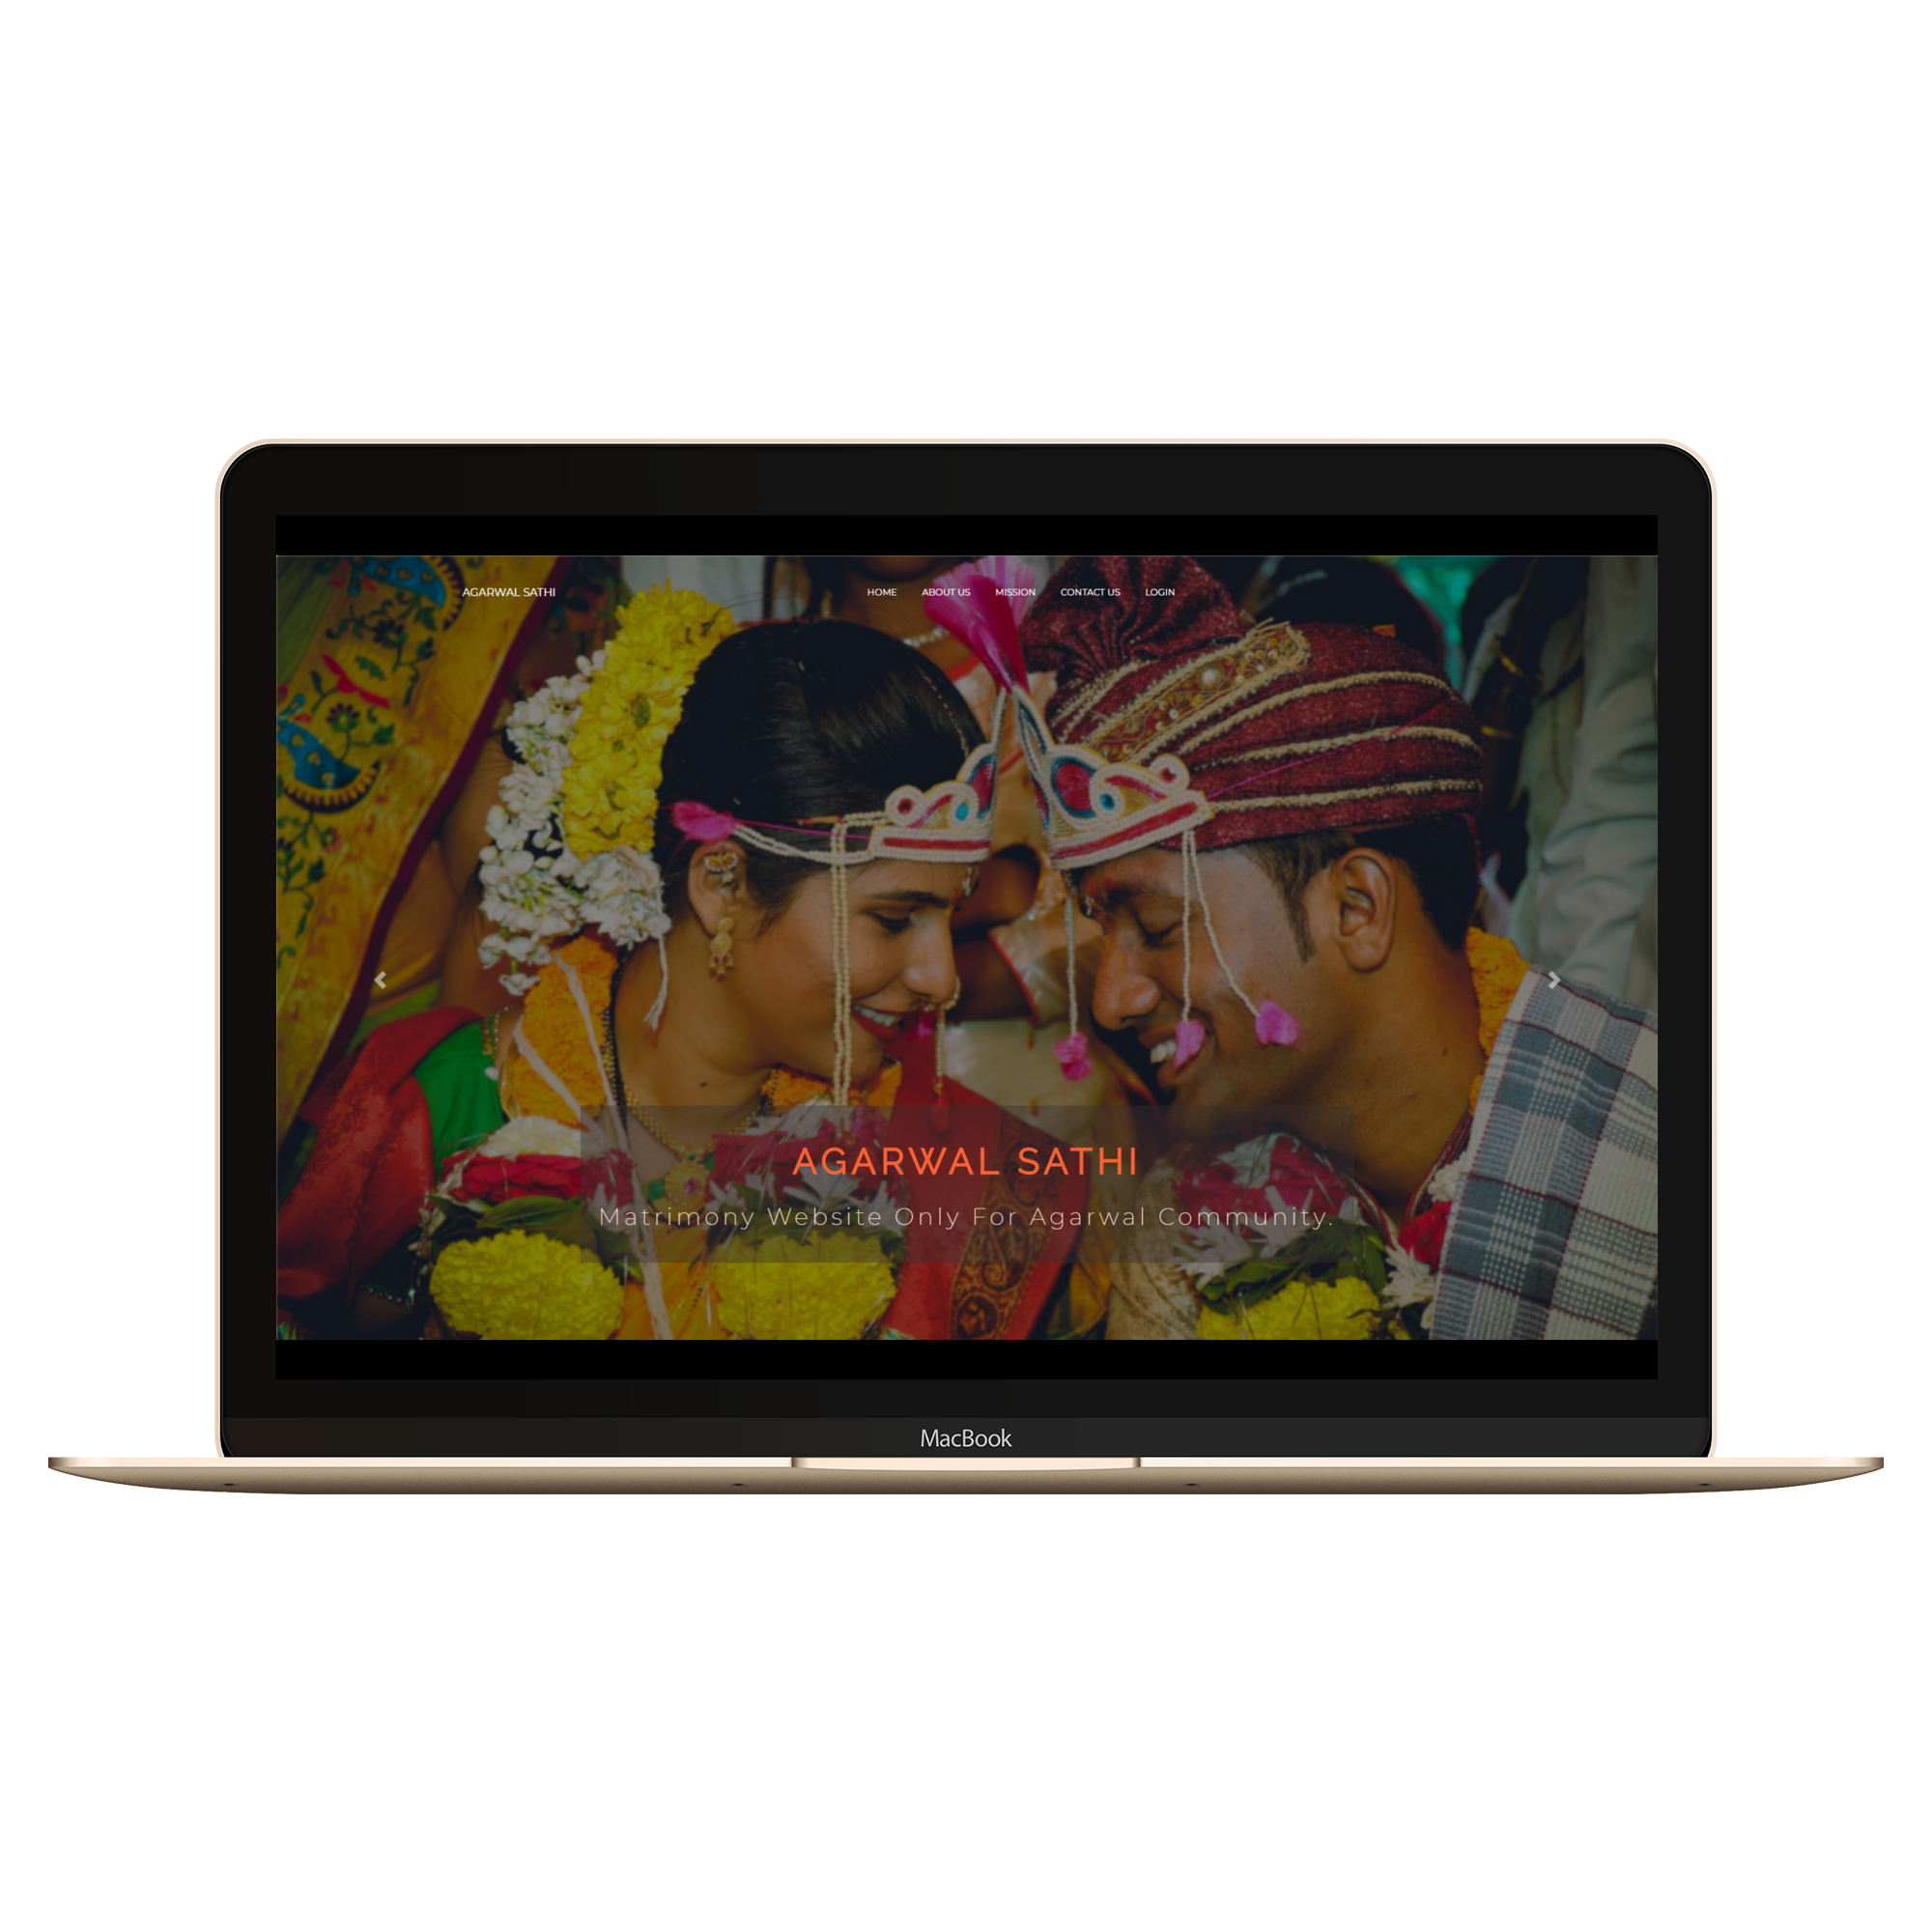 AGARWAL SATHI HOME ABOUT US MISSION CONTACT US LOGIN
AGARWAL SATHI
Matrimony Website Only For Agarwal Community.
MacBook